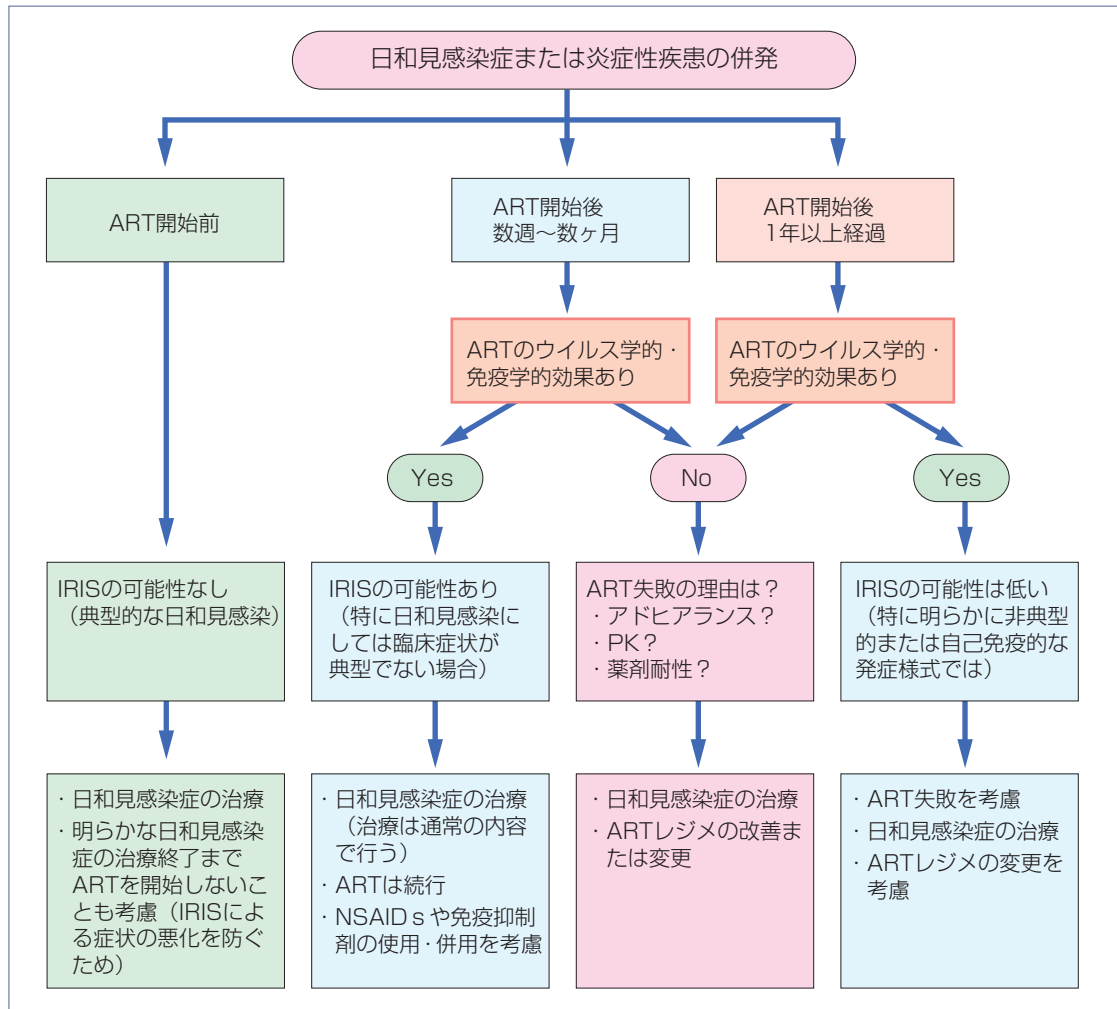 日和見感染症または炎症性疾患の併発
ART開始前
ART開始後
数週～数ヶ月
ART開始後
1年以上経過
ARTのウイルス学的・
免疫学的効果あり
ARTのウイルス学的・
免疫学的効果あり
Yes
No
Yes
IRISの可能性なし
（典型的な日和見感染）
IRISの可能性あり
（特に日和見感染に
しては臨床症状が
典型でない場合）
ART失敗の理由は？
・アドヒアランス？
・PK？
・薬剤耐性？
IRISの可能性は低い
（特に明らかに非典型
的または自己免疫的な
発症様式では）
・日和見感染症の治療
・明らかな日和見感染
症の治療終了まで
ARTを開始しないこ
とも考慮（IRISによ
る症状の悪化を防ぐ
ため）
・日和見感染症の治療
（治療は通常の内容
で行う）
・ARTは続行
・NSAIDｓや免疫抑制
剤の使用・併用を考慮
・日和見感染症の治療
・ARTレジメの改善ま
たは変更
・ART失敗を考慮
・日和見感染症の治療
・ARTレジメの変更を
考慮